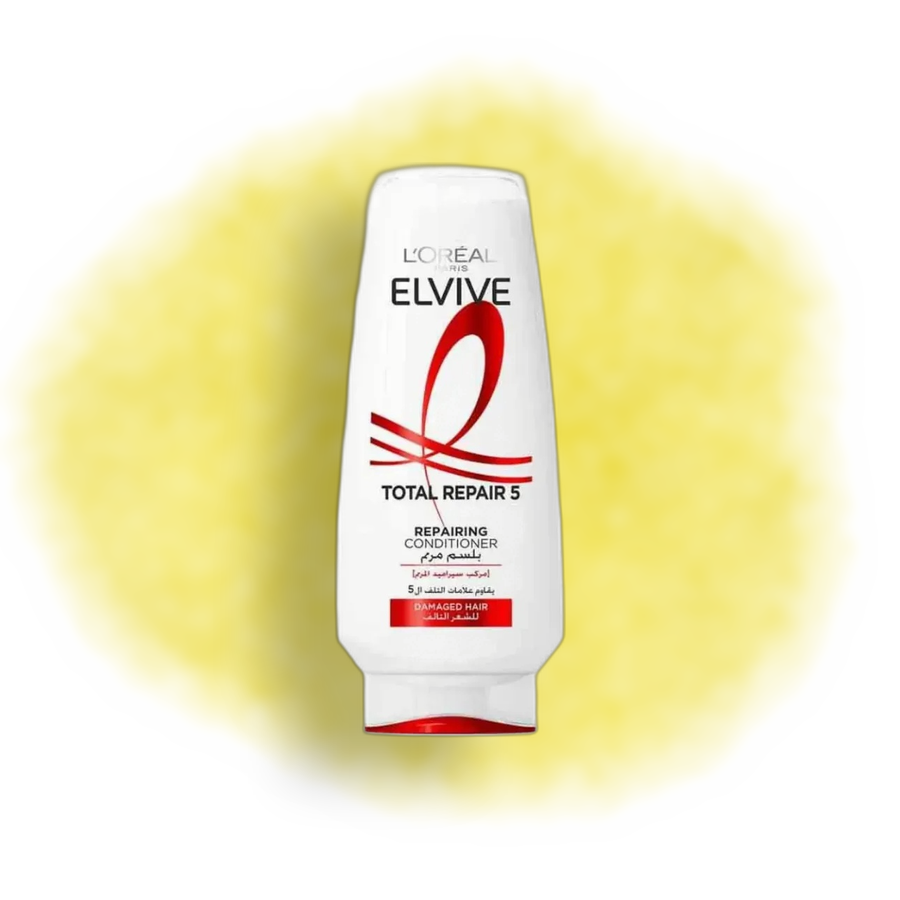 L'ORÉAL
PARIS
ELVIVE
TOTAL REPAIR 5
REPAIRING
CONDITIONER
بلسم مرمم
[مركب سيراميد المرمم]
يقاوم علامات التلف ال5
DAMAGED HAIR
للشعر التالف